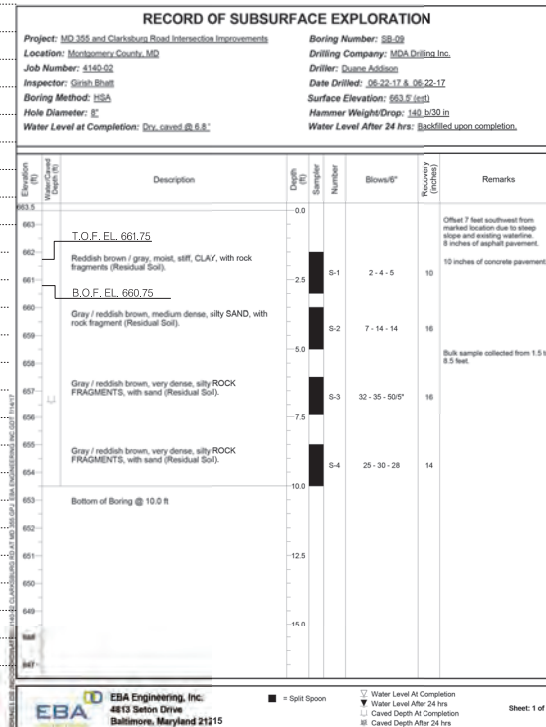 RECORD OF SUBSURFACE EXPLORATION
Project: MD 355 and Clarksburg Road Intersection Improvements
Location: Montgomery County, MD
Job Number: 4140-02
Inspector: Girish Bhatt
Boring Method: HSA
Hole Diameter: 8"
Water Level at Completion: Dry, caved @ 6.8 '
Boring Number: SB-09
Drilling Company: MDA Drilling Inc.
Driller: Duane Addison
Date Drilled: 06-22-17 & 06-22-17
Surface Elevation: 663.5' (est)
Hammer Weight/Drop: 140 lb/30 in
Water Level After 24 hrs: Backfilled upon completion.
Elevation (ft)
Water/Caved Depth (ft)
Description
Depth (ft)
Sampler
Number
Blows/6"
Recovery (inches)
Remarks
663.5
0.0
663
Offset 7 feet southwest from
marked location due to steep
slope and existing waterline.
8 inches of asphalt pavement.
T.O.F. EL. 661.75
662
Reddish brown / gray, moist, stiff, CLAY, with rock
fragments (Residual Soil).
S-1
2 - 4 - 5
10
10 inches of concrete pavement
661
2.5
B.O.F. EL. 660.75
660
Gray / reddish brown, medium dense, silty SAND, with
rock fragment (Residual Soil).
S-2
7 - 14 - 14
16
659
5.0
Bulk sample collected from 1.5 t
8.5 feet.
658
657
Gray / reddish brown, very dense, silty ROCK
FRAGMENTS, with sand (Residual Soil).
S-3
32 - 35 - 50/5"
16
656
7.5
655
Gray / reddish brown, very dense, silty ROCK
FRAGMENTS, with sand (Residual Soil).
S-4
25 - 30 - 28
14
654
10.0
653
Bottom of Boring @ 10.0 ft
652
651
12.5
650
649
15.0
648
647
EBA
EBA Engineering, Inc.
4813 Seton Drive
Baltimore, Maryland 21215
= Split Spoon
Water Level At Completion
Water Level After 24 hrs
Caved Depth At Completion
Caved Depth After 24 hrs
Sheet: 1 of